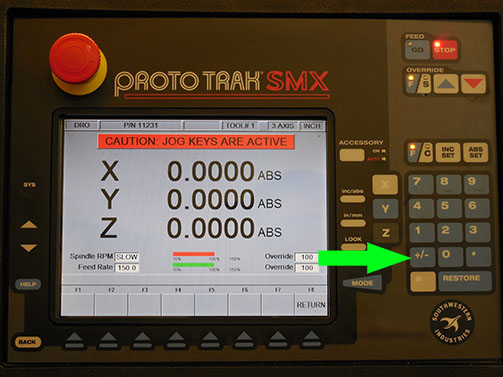 FEED
GO STOP
PROTOTRAK SMX
OVERRIDE
F/S
DRO P/N 11231 TOOL# 1 3 AXIS INCH
CAUTION: JOG KEYS ARE ACTIVE
X 0.0000 ABS
Y 0.0000 ABS
Z 0.0000 ABS
Spindle RPM SLOW 100% Override 100
Feed Rate 150.0 100% Override 100
F1 F2 F3 F4 F5 F6 F7 F8
RETURN
SYS
HELP
BACK
ACCESSORY
ON
AUTO
inc/abs
in/mm
LOOK
MODE
F/C INC SET ABS SET
X 7 8 9
Y 4 5 6
Z 1 2 3
+/- 0 .
RESTORE
SOUTHWESTERN INDUSTRIES